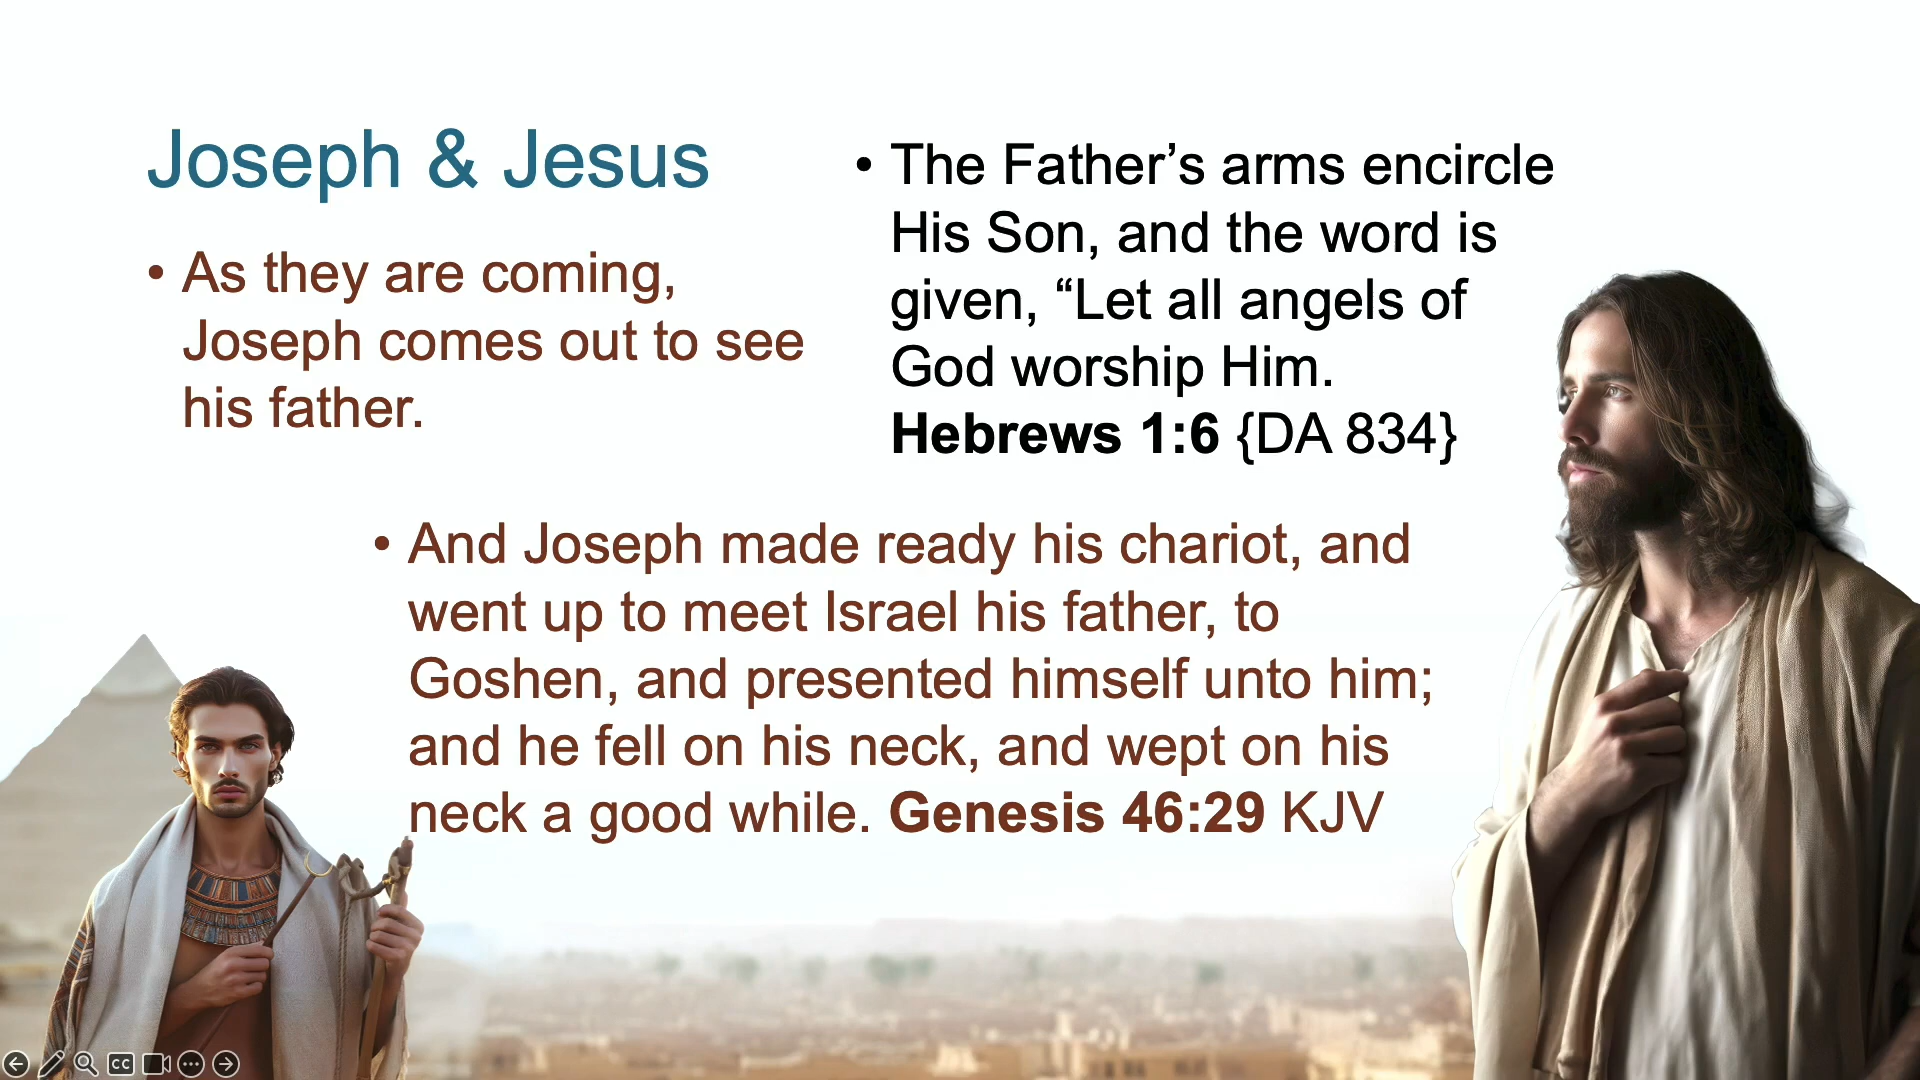 Joseph & Jesus
• As they are coming,
Joseph comes out to see
his father.
• The Father’s arms encircle
His Son, and the word is
given, “Let all angels of
God worship Him.
Hebrews 1:6 {DA 834}
• And Joseph made ready his chariot, and
went up to meet Israel his father, to
Goshen, and presented himself unto him;
and he fell on his neck, and wept on his
neck a good while. Genesis 46:29 KJV
CC